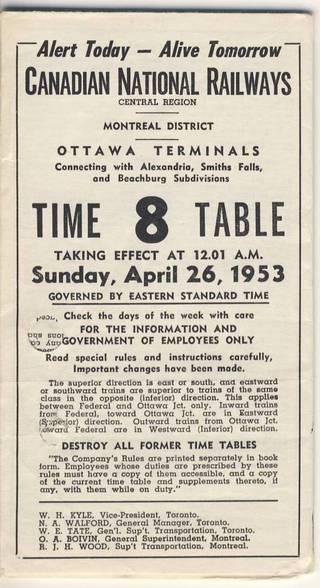 Alert Today — Alive Tomorrow
CANADIAN NATIONAL RAILWAYS
CENTRAL REGION
MONTREAL DISTRICT
OTTAWA TERMINALS
Connecting with Alexandria, Smiths Falls,
and Beachburg Subdivisions
TIME 8 TABLE
TAKING EFFECT AT 12.01 A.M.
Sunday, April 26, 1953
GOVERNED BY EASTERN STANDARD TIME
Check the days of the week with care
FOR THE INFORMATION AND
GOVERNMENT OF EMPLOYEES ONLY
Read special rules and instructions carefully,
Important changes have been made.
The superior direction is east or south, and eastward
or southward trains are superior to trains of the same
class in the opposite (inferior) direction. This applies
between Federal and Ottawa Jct. only. Inward trains
from Federal, toward Ottawa Jct. are in Eastward
(Superior) direction. Outward trains from Ottawa Jct.
toward Federal are in Westward (Inferior) direction.
DESTROY ALL FORMER TIME TABLES
"The Company's Rules are printed separately in book
form. Employees whose duties are prescribed by these
rules must have a copy of them accessible, and a copy
of the current time table and supplements thereto, if
any, with them while on duty."
W. H. KYLE, Vice-President, Toronto.
N. A. WALFORD, General Manager, Toronto.
W. E. TATE, Gen'l. Sup't. Transportation, Toronto.
O. A. BOIVIN, General Superintendent, Montreal.
R. J. H. WOOD, Sup't Transportation, Montreal.